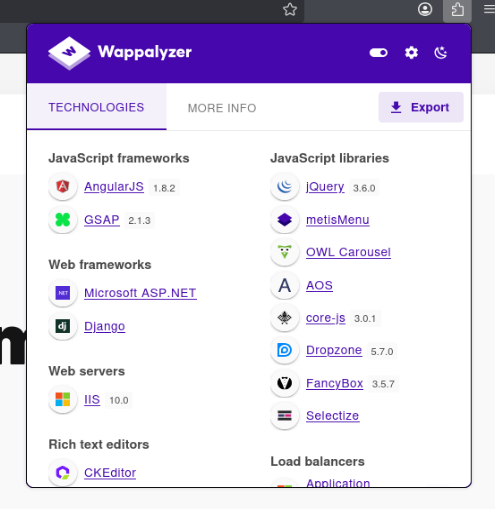 Wappalyzer
TECHNOLOGIES
MORE INFO
Export
JavaScript frameworks
AngularJS 1.8.2
GSAP 2.1.3
Web frameworks
Microsoft ASP.NET
Django
Web servers
IIS 10.0
Rich text editors
CKEditor
JavaScript libraries
jQuery 3.6.0
metisMenu
OWL Carousel
AOS
core-js 3.0.1
Dropzone 5.7.0
FancyBox 3.5.7
Selectize
Load balancers
Application